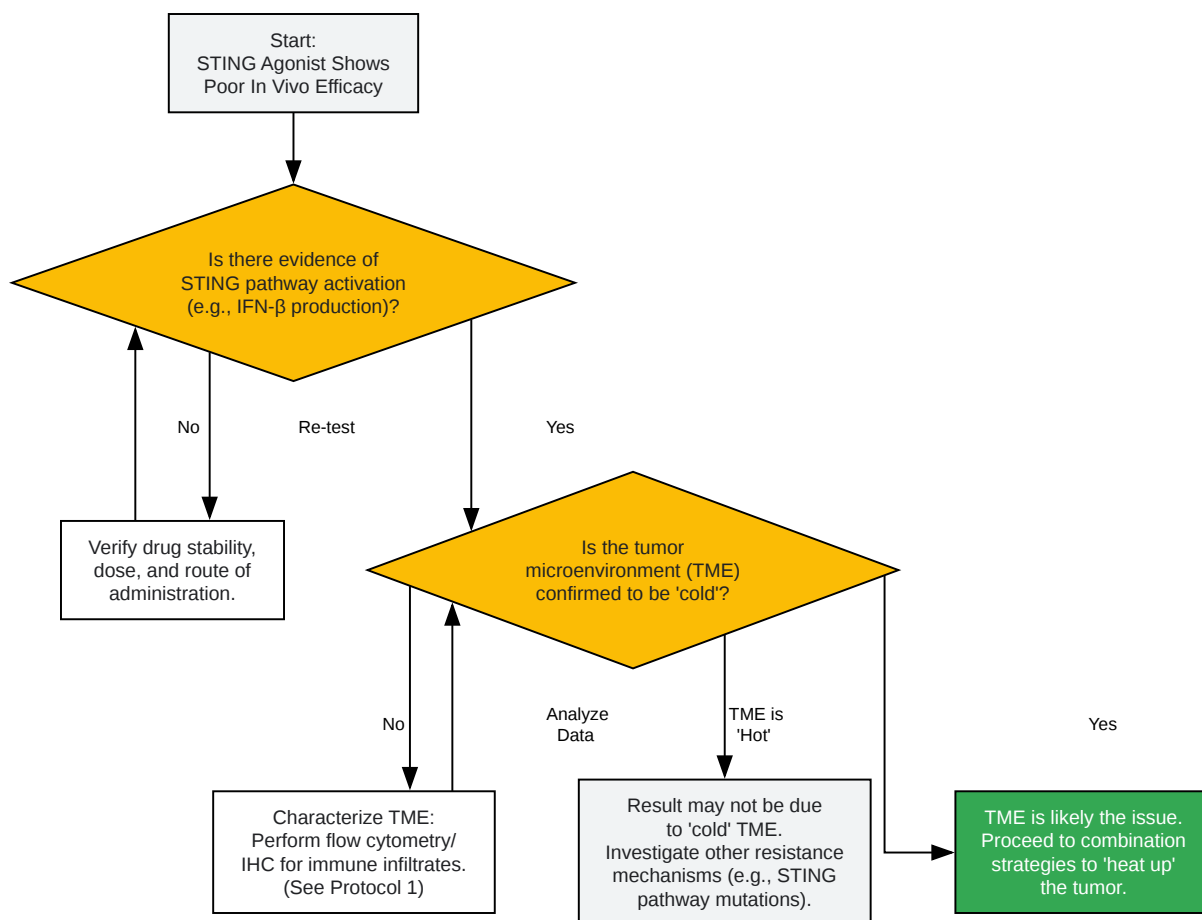 Start:
STING Agonist Shows
Poor In Vivo Efficacy
Is there evidence of
STING pathway activation
(e.g., IFN-β production)?
No
Re-test
Yes
Verify drug stability,
dose, and route of
administration.
Is the tumor
microenvironment (TME)
confirmed to be 'cold'?
No
Analyze
Data
TME is
'Hot'
Yes
Characterize TME:
Perform flow cytometry/
IHC for immune infiltrates.
(See Protocol 1)
Result may not be due
to 'cold' TME.
Investigate other resistance
mechanisms (e.g., STING
pathway mutations).
TME is likely the issue.
Proceed to combination
strategies to 'heat up'
the tumor.